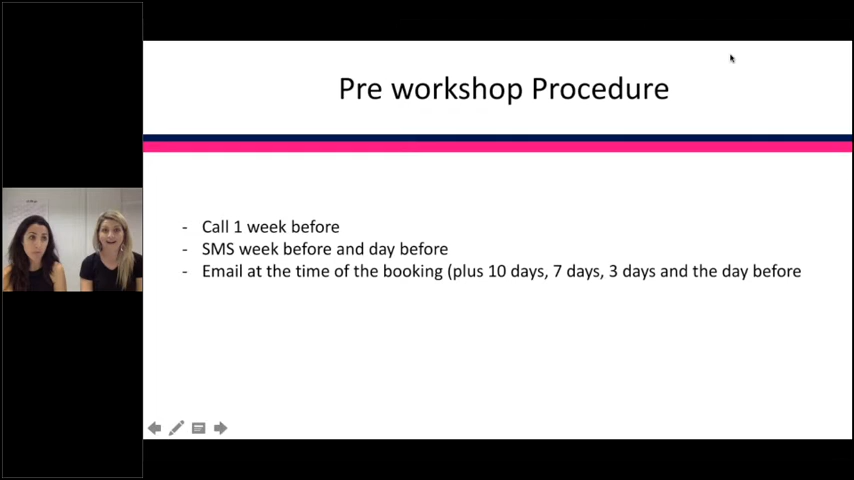 Pre workshop Procedure
- Call 1 week before
- SMS week before and day before
- Email at the time of the booking (plus 10 days, 7 days, 3 days and the day before